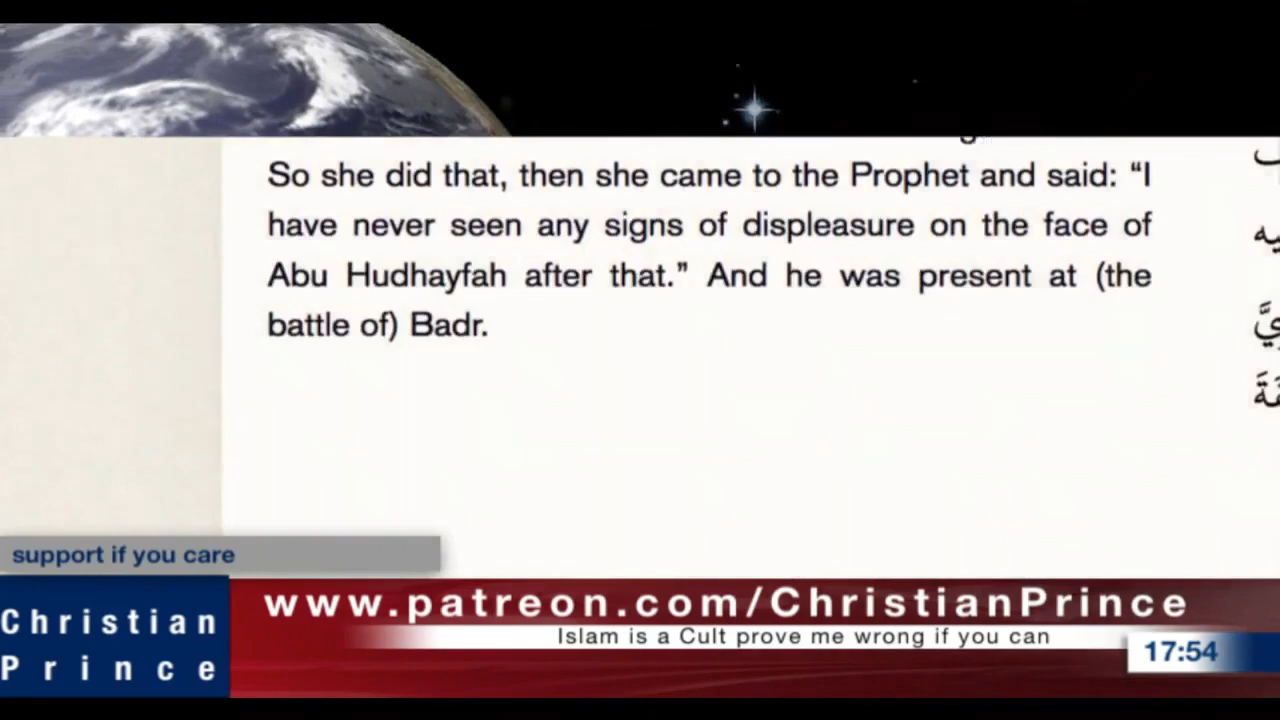 So she did that, then she came to the Prophet and said: “I
have never seen any signs of displeasure on the face of
Abu Hudhayfah after that.” And he was present at (the
battle of) Badr.
support if you care
Christian
Prince
www.patreon.com/ChristianPrince
Islam is a Cult prove me wrong if you can
17:54